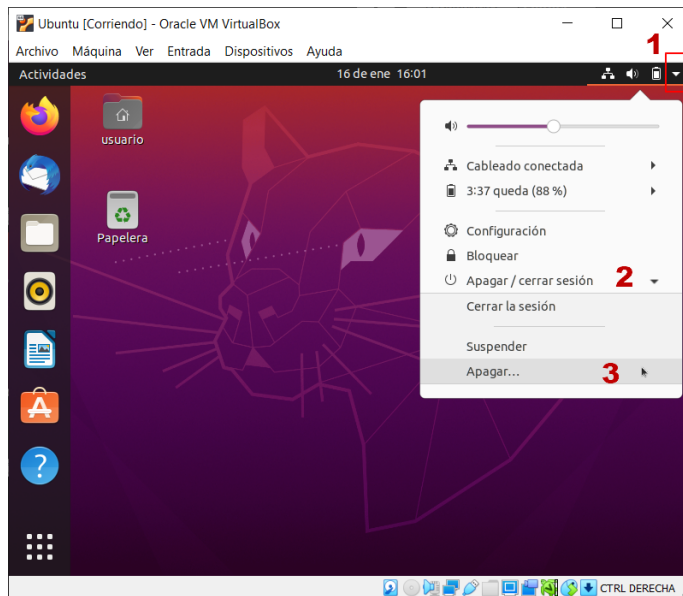 Ubuntu [Corriendo] - Oracle VM VirtualBox
1
Archivo Máquina Ver Entrada Dispositivos Ayuda
Actividades 16 de ene 16:01
usuario
Papelera
Cableado conectada
3:37 queda (88 %)
Configuración
Bloquear
Apagar / cerrar sesión 2
Cerrar la sesión
Suspender
Apagar... 3
A
?
CTRL DERECHA